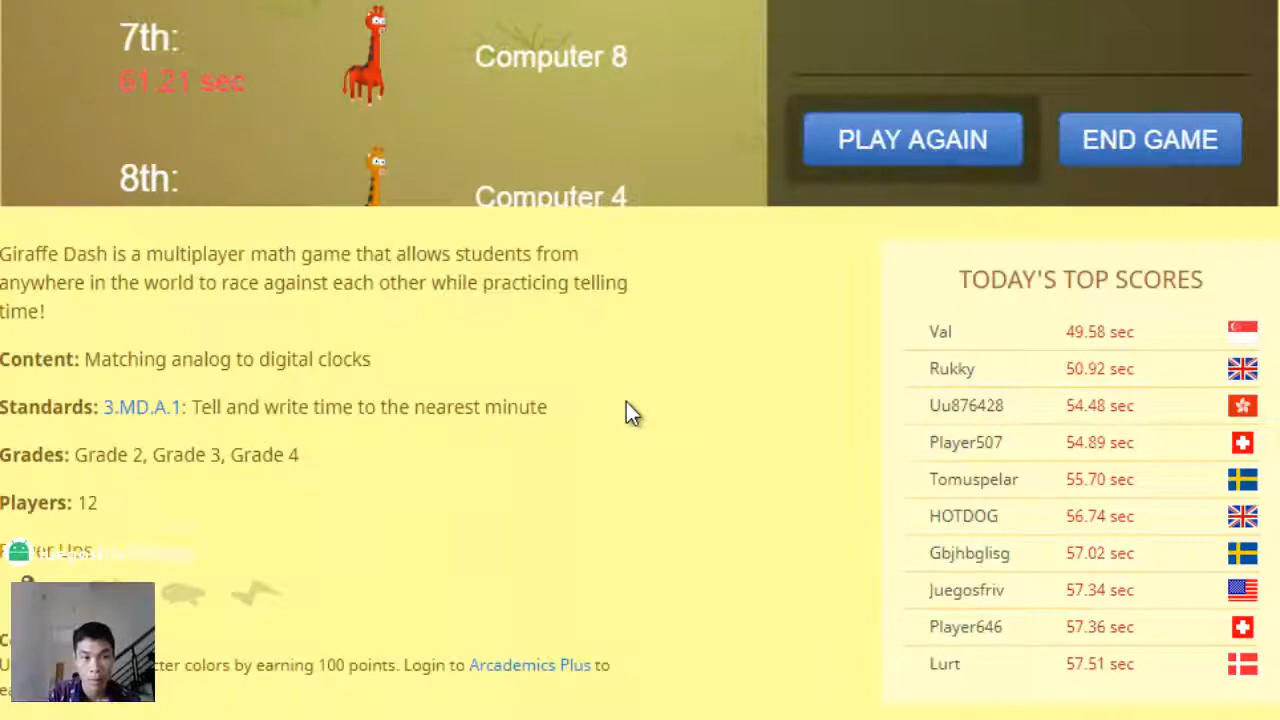 7th:
61.21 sec
Computer 8
8th:
Computer 4
PLAY AGAIN
END GAME
Giraffe Dash is a multiplayer math game that allows students from
anywhere in the world to race against each other while practicing telling
time!
Content: Matching analog to digital clocks
Standards: 3.MD.A.1: Tell and write time to the nearest minute
Grades: Grade 2, Grade 3, Grade 4
Players: 12
Ups
cter colors by earning 100 points. Login to Arcademics Plus to
TODAY'S TOP SCORES
Val 49.58 sec
Rukky 50.92 sec
Uu876428 54.48 sec
Player507 54.89 sec
Tomuspelar 55.70 sec
HOTDOG 56.74 sec
Gbjhbglisg 57.02 sec
Juegosfriv 57.34 sec
Player646 57.36 sec
Lurt 57.51 sec